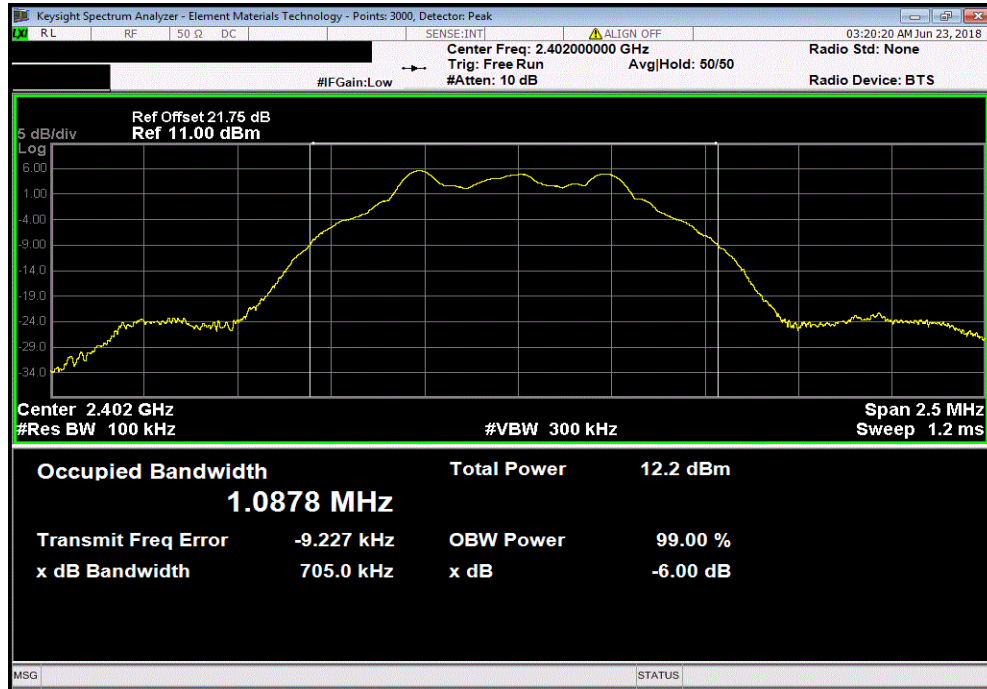 Keysight Spectrum Analyzer - Element Materials Technology - Points: 3000, Detector: Peak
LXI RL RF 50 Ω DC SENSE:INT ALIGN OFF 03:20:20 AM Jun 23, 2018
Center Freq: 2.402000000 GHz Radio Std: None
Trig: Free Run Avg|Hold: 50/50
#IFGain:Low #Atten: 10 dB Radio Device: BTS
Ref Offset 21.75 dB
5 dB/div Ref 11.00 dBm
Log
6.00
1.00
-4.00
-9.00
-14.0
-19.0
-24.0
-29.0
-34.0
Center 2.402 GHz Span 2.5 MHz
#Res BW 100 kHz #VBW 300 kHz Sweep 1.2 ms
Occupied Bandwidth Total Power 12.2 dBm
1.0878 MHz
Transmit Freq Error -9.227 kHz OBW Power 99.00 %
x dB Bandwidth 705.0 kHz x dB -6.00 dB
MSG STATUS